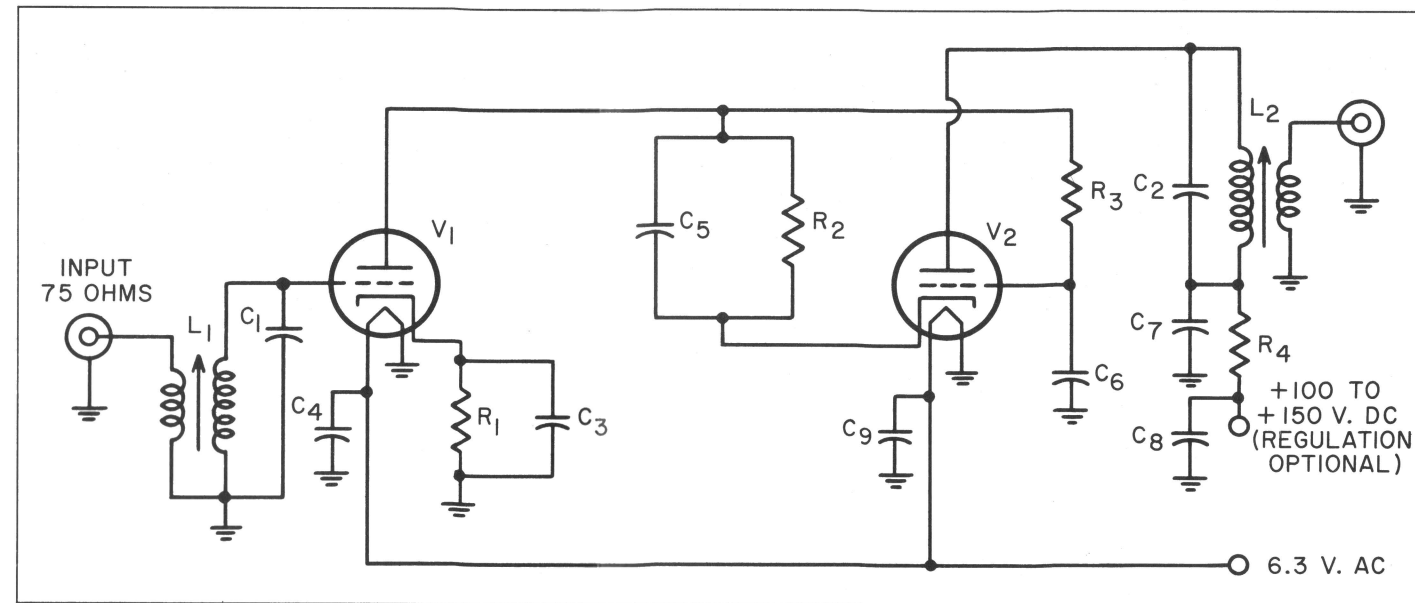 INPUT
75 OHMS
L1
C1
V1
C4
R1
C3
C5
R2
V2
R3
C6
C9
C2
L2
C7
R4
C8
+100 TO
+150 V. DC
(REGULATION
OPTIONAL)
6.3 V. AC